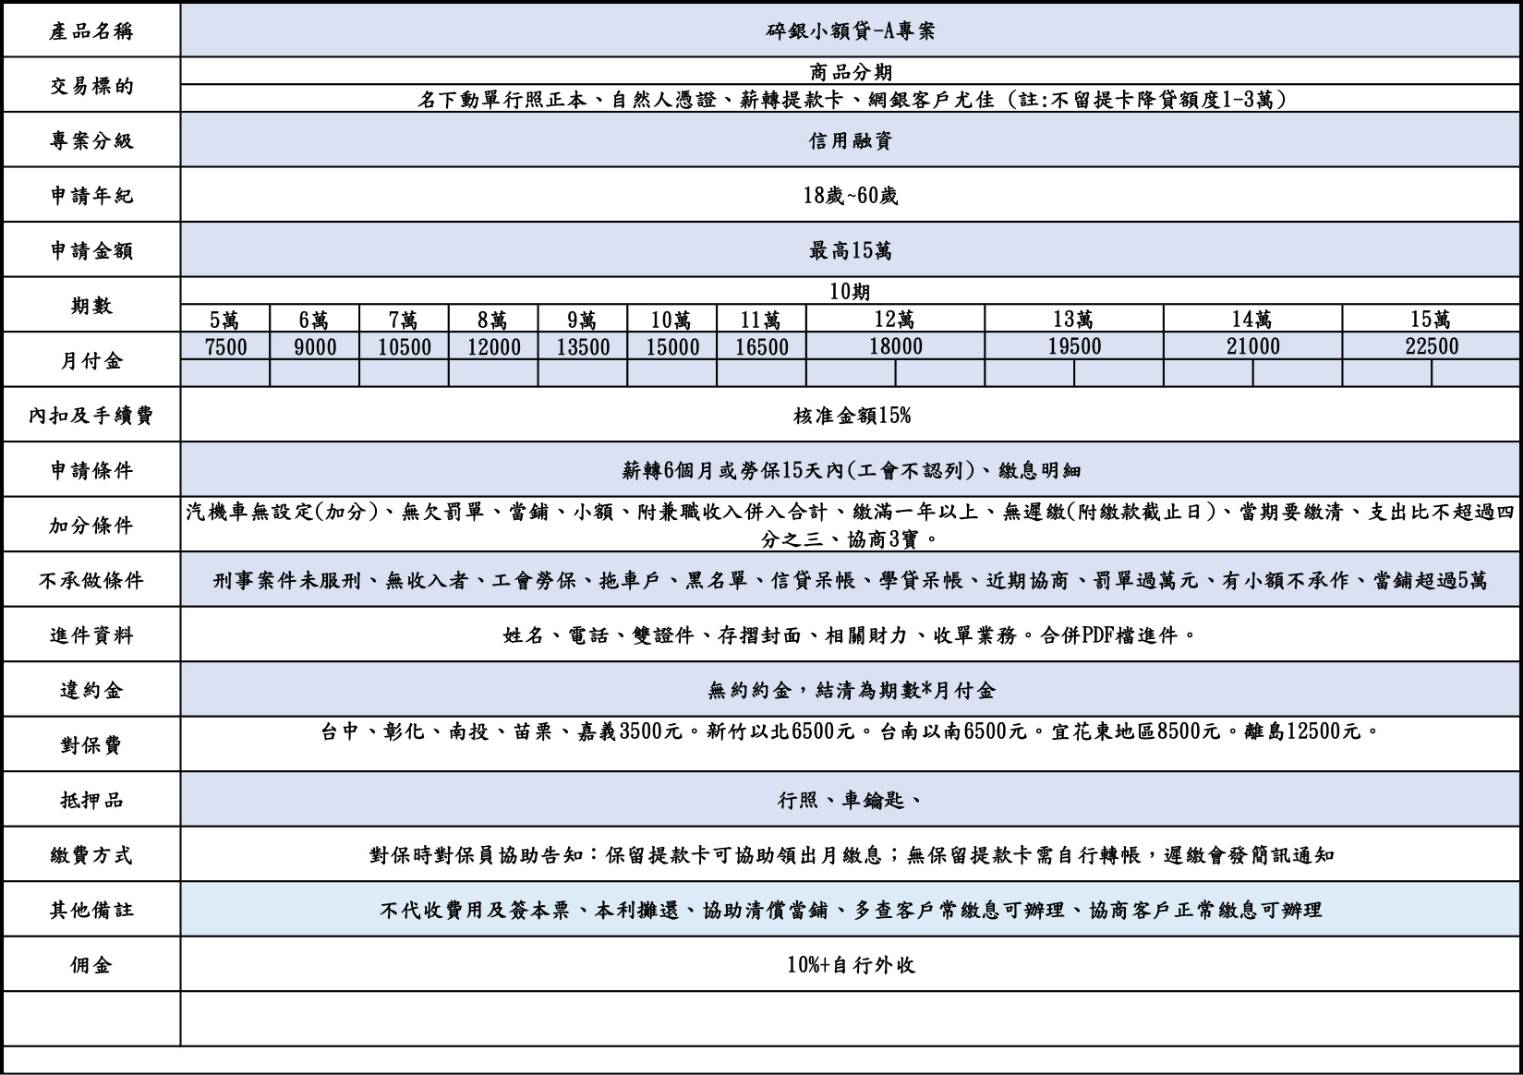 產品名稱
碎銀小額貸-A專案
交易標的
商品分期
名下動單行照正本、自然人憑證、薪轉提款卡、網銀客戶尤佳 (註:不留提卡降貸額度1-3萬)
專案分級
信用融資
申請年紀
18歲~60歲
申請金額
最高15萬
期數
10期
5萬 6萬 7萬 8萬 9萬 10萬 11萬 12萬 13萬 14萬 15萬
月付金
7500 9000 10500 12000 13500 15000 16500 18000 19500 21000 22500
內扣及手續費
核准金額15%
申請條件
薪轉6個月或勞保15天內(工會不認列)、繳息明細
加分條件
汽機車無設定(加分)、無欠罰單、當鋪、小額、附兼職收入併入合計、繳滿一年以上、無遲繳(附繳款截止日)、當期要繳清、支出比不超過四
分之三、協商3寶。
不承做條件
刑事案件未服刑、無收入者、工會勞保、拖車戶、黑名單、信貸呆帳、學貸呆帳、近期協商、罰單過萬元、有小額不承作、當鋪超過5萬
進件資料
姓名、電話、雙證件、存摺封面、相關財力、收單業務。合併PDF檔進件。
違約金
無約約金，結清為期數*月付金
對保費
台中、彰化、南投、苗栗、嘉義3500元。新竹以北6500元。台南以南6500元。宜花東地區8500元。離島12500元。
抵押品
行照、車鑰匙、
繳費方式
對保時對保員協助告知：保留提款卡可協助領出月繳息；無保留提款卡需自行轉帳，遲繳會發簡訊通知
其他備註
不代收費用及簽本票、本利攤還、協助清償當鋪、多查客戶常繳息可辦理、協商客戶正常繳息可辦理
佣金
10%+自行外收